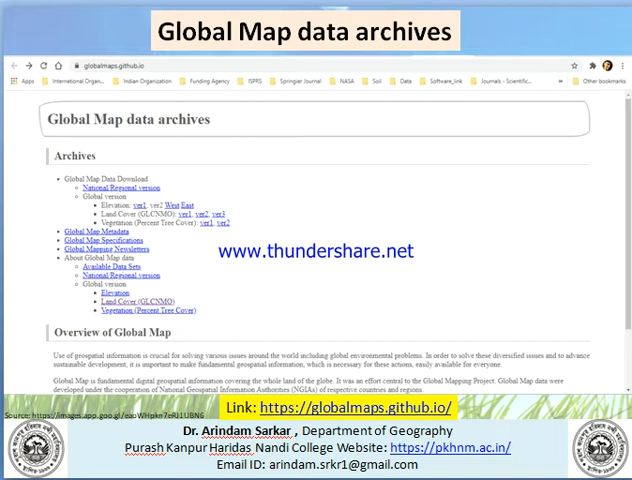 Global Map data archives
globalmaps.github.io
Apps International Organ... Indian Organization Funding Agency ISPRS Springier Journal NASA Soil Data Software_link Journals - Scientific... » Other bookmarks
Global Map data archives
Archives
Global Map Data Download
National/Regional version
Global version
Elevation: ver1, ver2 West East
Land Cover (GLCNMO): ver1, ver2, ver3
Vegetation (Percent Tree Cover): ver1, ver2
Global Map Metadata
Global Map Specifications
Global Mapping Newsletters
About Global Map data
Available Data Sets
National/Regional version
Global version
Elevation
Land Cover (GLCNMO)
Vegetation (Percent Tree Cover)
www.thundershare.net
Overview of Global Map
Use of geospatial information is crucial for solving various issues around the world including global environmental problems. In order to solve these diversified issues and to advance
sustainable development, it is important to make fundamental geospatial information, which is necessary for these actions, easily available for everyone.
Global Map is fundamental digital geospatial information covering the whole land of the globe. It was an effort central to the Global Mapping Project. Global Map data were
developed under the cooperation of National Geospatial Information Authorities (NGIAs) of respective countries and regions.
Link: https://globalmaps.github.io/
Source: https://images.app.goo.gl/
Dr. Arindam Sarkar , Department of Geography
Purash Kanpur Haridas Nandi College Website: https://pkhnm.ac.in/
Email ID: arindam.srkr1@gmail.com